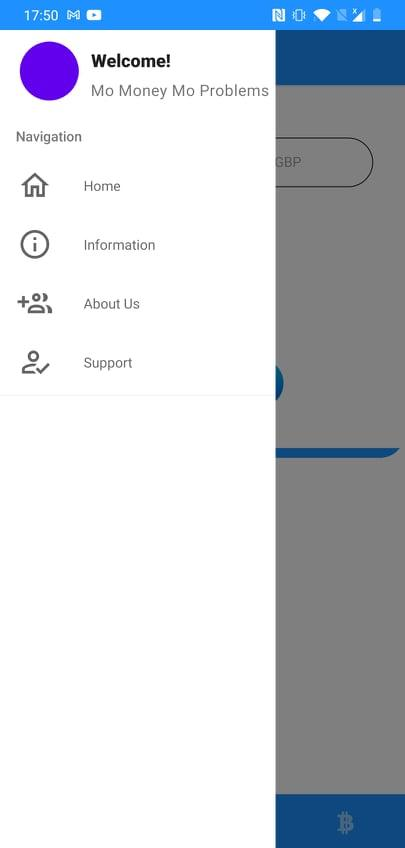 17:50
Welcome!
Mo Money Mo Problems
Navigation
GBP
Home
Information
About Us
Support